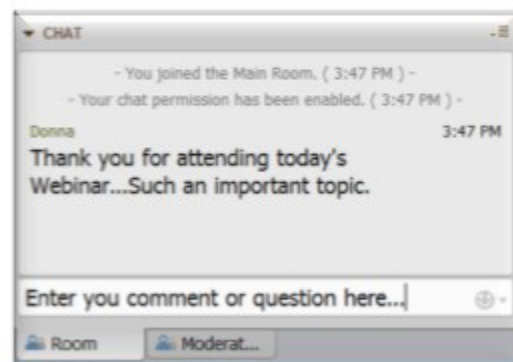 CHAT
- You joined the Main Room. ( 3:47 PM ) -
- Your chat permission has been enabled. ( 3:47 PM ) -
Donna 3:47 PM
Thank you for attending today's
Webinar...Such an important topic.
Enter you comment or question here...
Room Moderat...